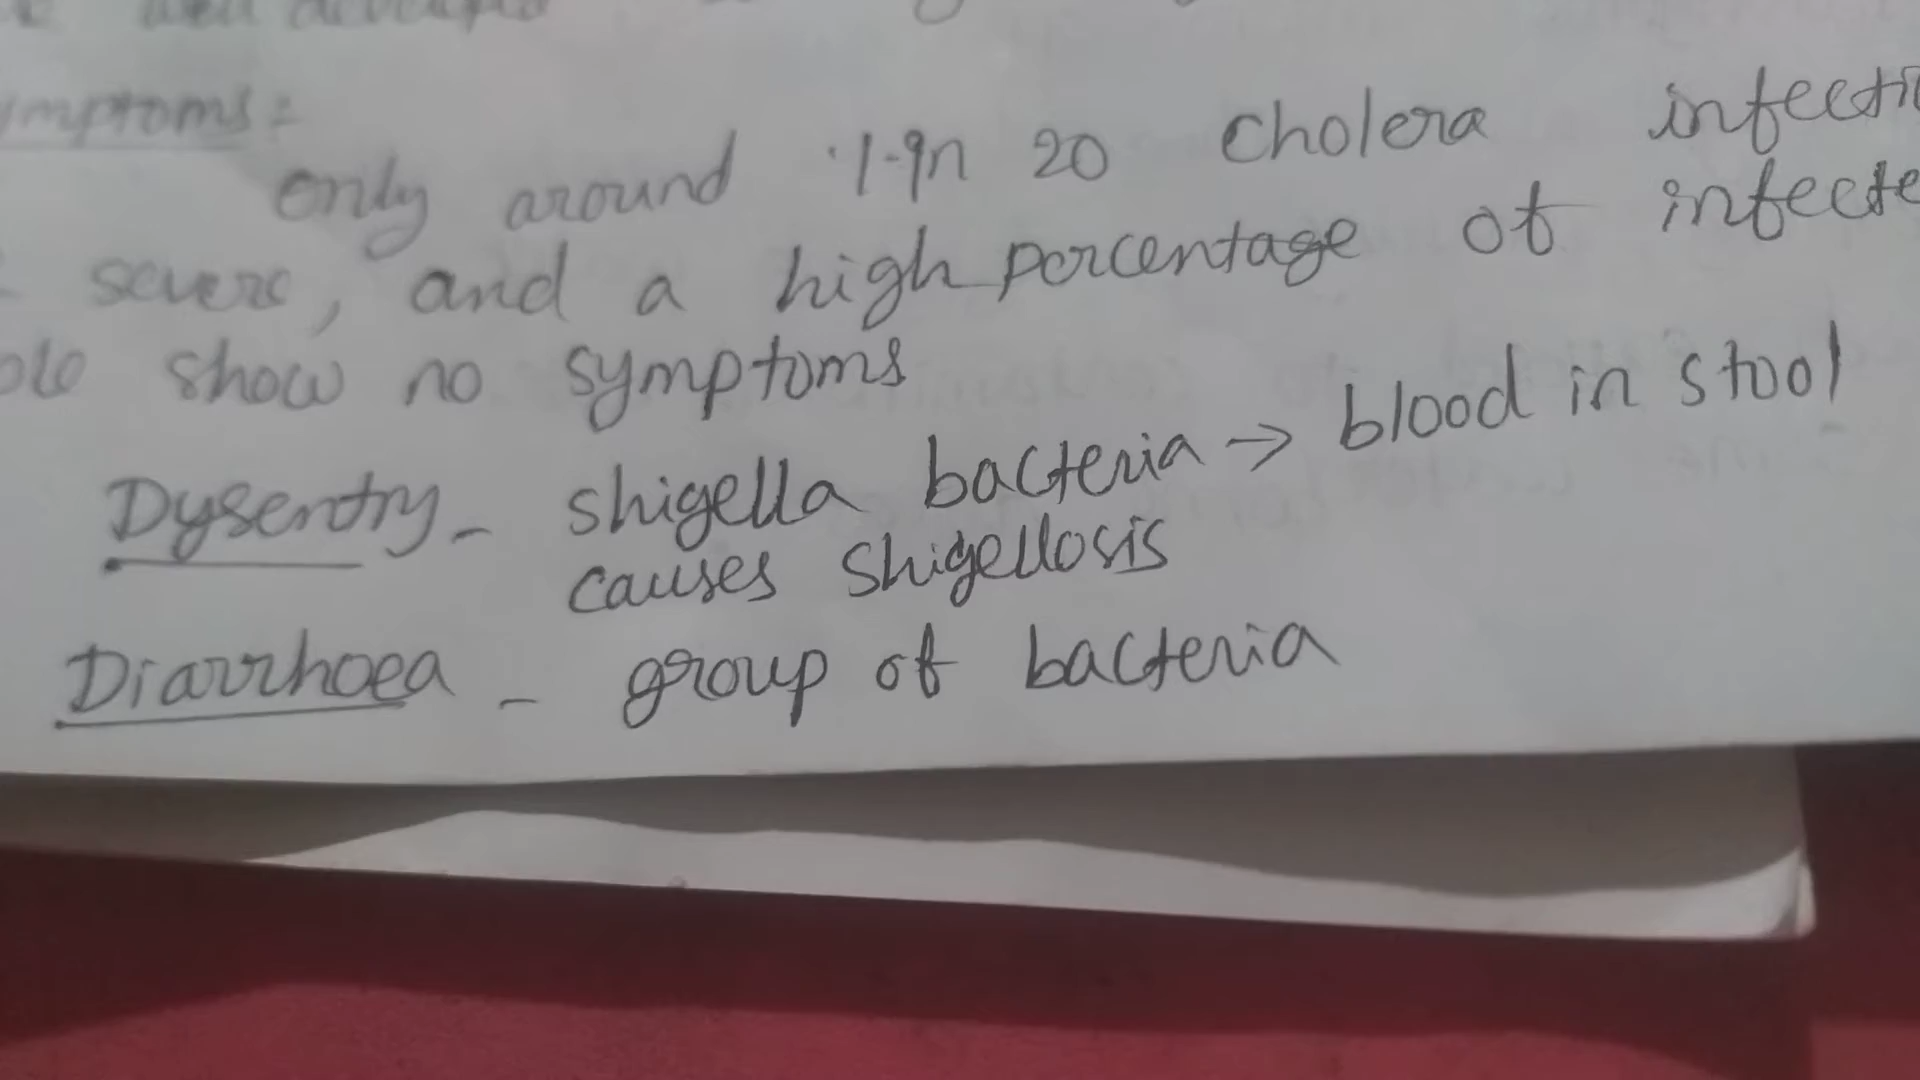 ymptoms:
only around 1 in 20 cholera infecti
severe, and a high percentage of infecte
ple show no symptoms
Dysentry - shigella bacteria → blood in stool
causes shigellosis
Diarrhoea - group of bacteria